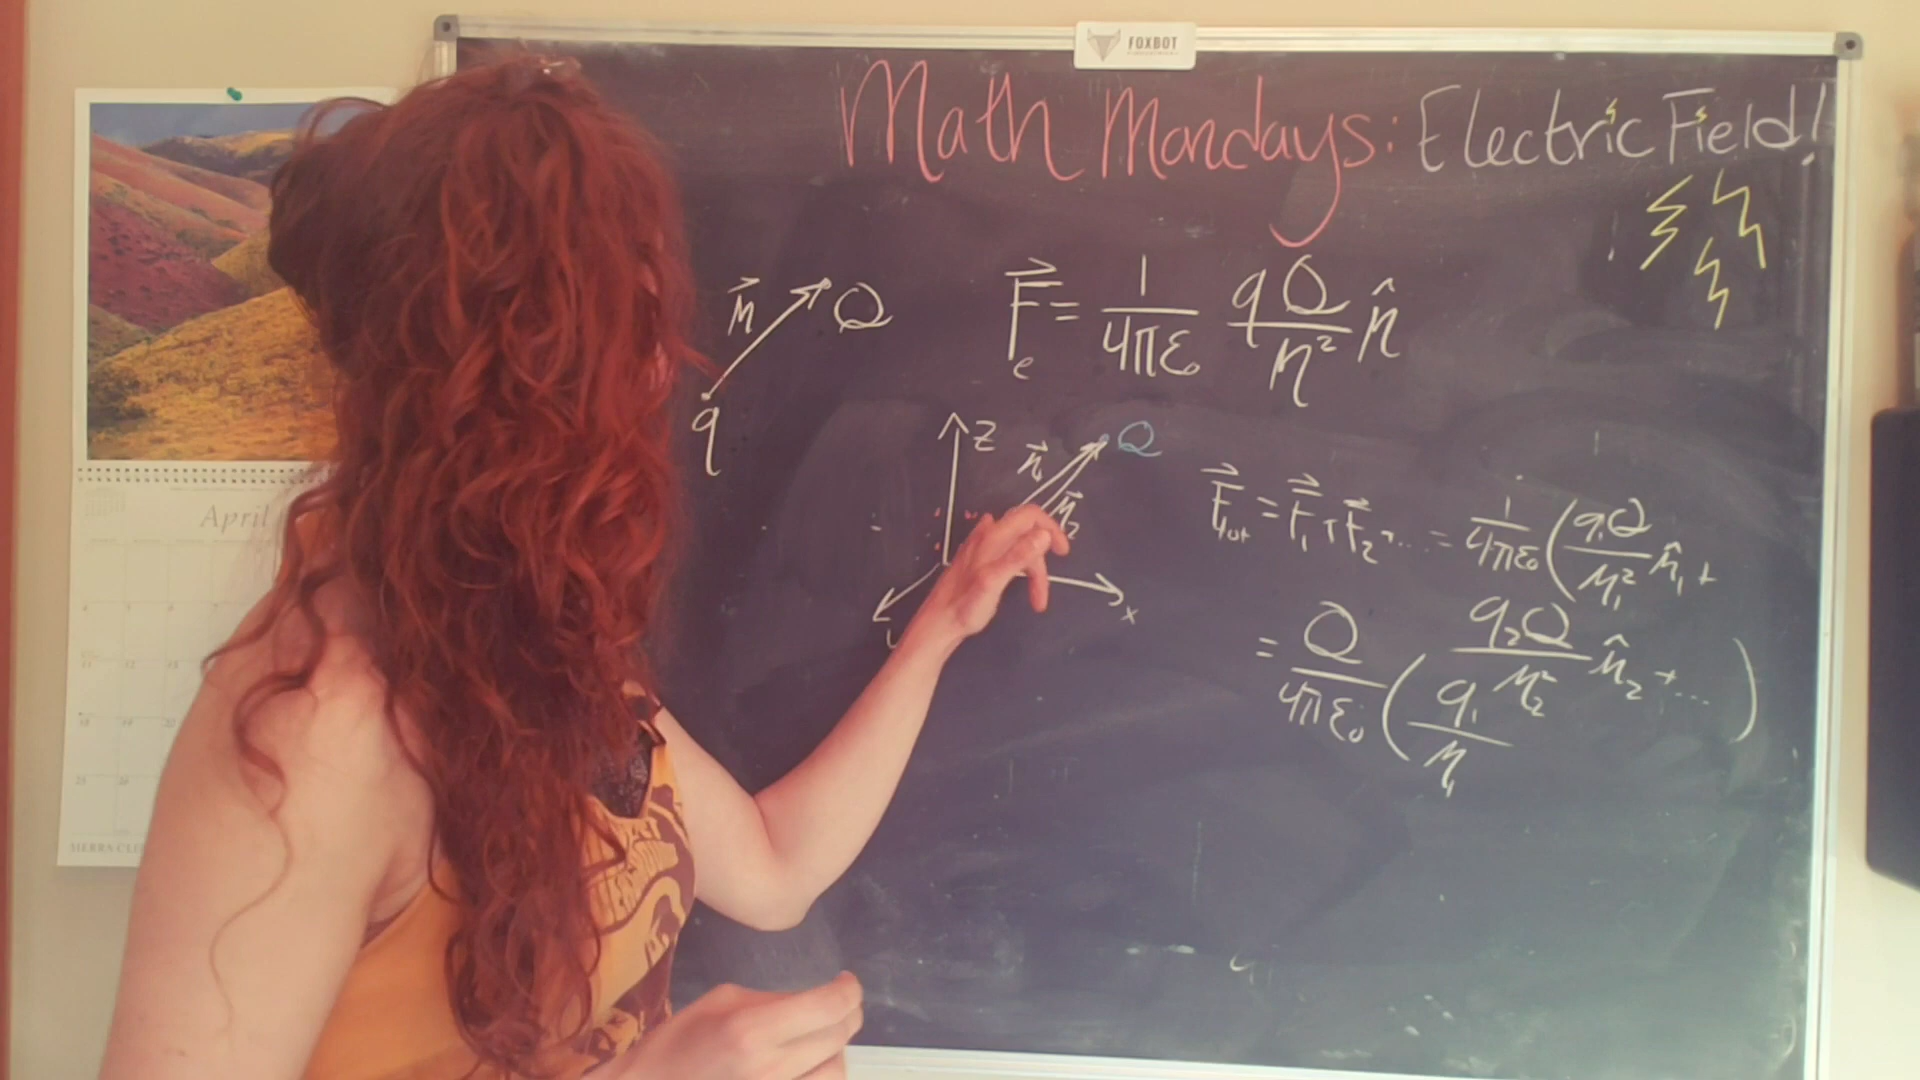 FOXBOT
Math Mondays: Electric Field!
April
𝓇⃗ Q
q
F⃗e = 1/4πε₀ qQ/𝓇² 𝓇̂
z
Q
𝓇⃗
𝓇⃗₂
x
F⃗tot = F⃗₁ + F⃗₂ + ... = 1/4πε₀ (q₁Q/𝓇₁² 𝓇̂₁ +
q₂Q/𝓇₂² 𝓇̂₂ + ... )
= Q/4πε₀ (q₁/𝓇₁